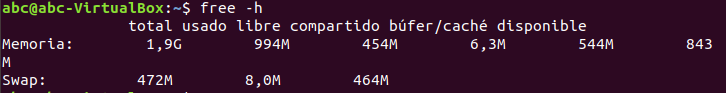 abc@abc-VirtualBox:~$ free -h
total usado libre compartido búfer/caché disponible
Memoria: 1,9G 994M 454M 6,3M 544M 843
M
Swap: 472M 8,0M 464M